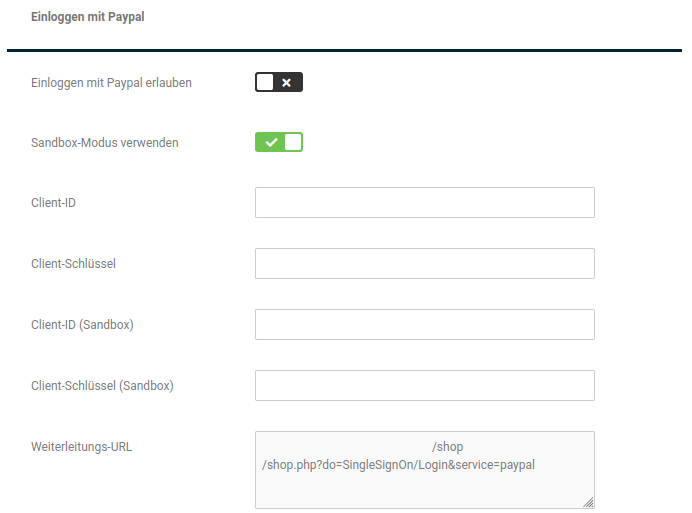 Einloggen mit Paypal
Einloggen mit Paypal erlauben
Sandbox-Modus verwenden
Client-ID
Client-Schlüssel
Client-ID (Sandbox)
Client-Schlüssel (Sandbox)
Weiterleitungs-URL
/shop
/shop.php?do=SingleSignOn/Login&service=paypal